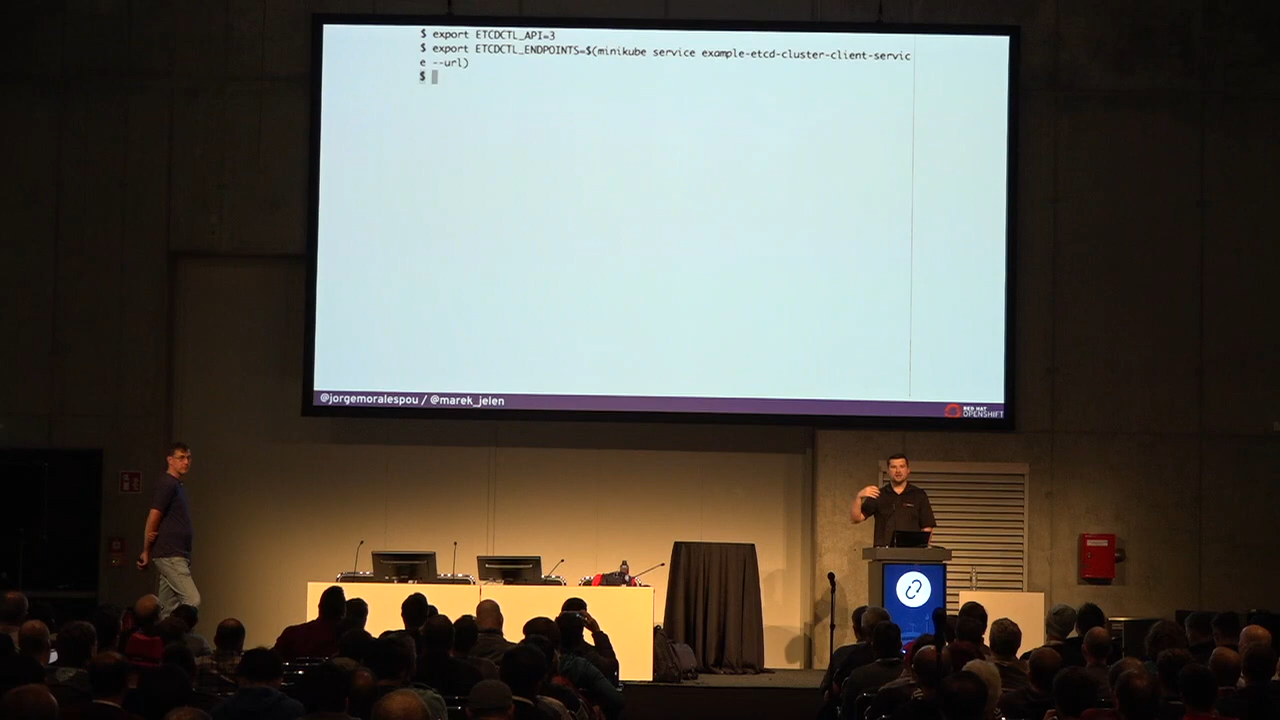 $ export ETCDCTL_API=3
$ export ETCDCTL_ENDPOINTS=$(minikube service example-etcd-cluster-client-servic
e --url)
$
@jorgemoralespou / @marek_jelen
RED HAT
OPENSHIFT